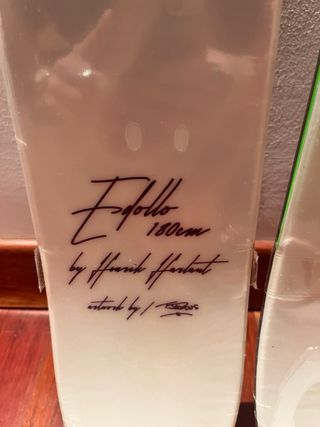 Edollo
180cm
by Henrik Harlaut
artwork by /